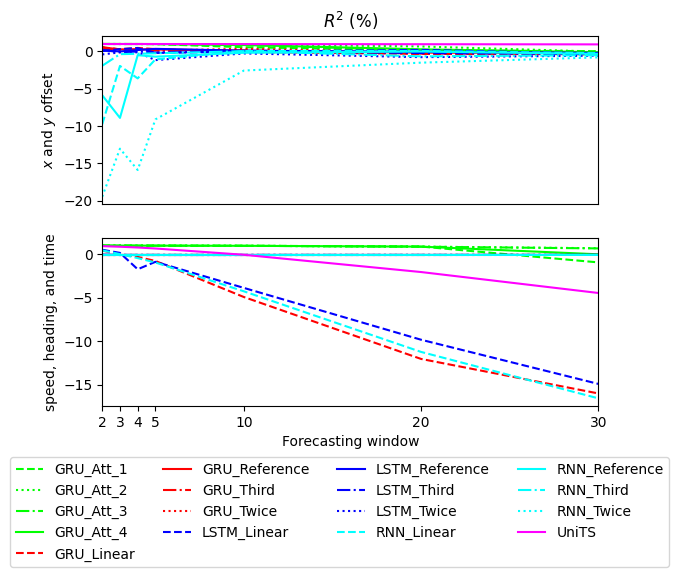 R² (%)
x and y offset
0
−5
−10
−15
−20
speed, heading, and time
0
−5
−10
−15
2 3 4 5 10 20 30
Forecasting window
GRU_Att_1 GRU_Reference LSTM_Reference RNN_Reference
GRU_Att_2 GRU_Third LSTM_Third RNN_Third
GRU_Att_3 GRU_Twice LSTM_Twice RNN_Twice
GRU_Att_4 LSTM_Linear RNN_Linear UniTS
GRU_Linear